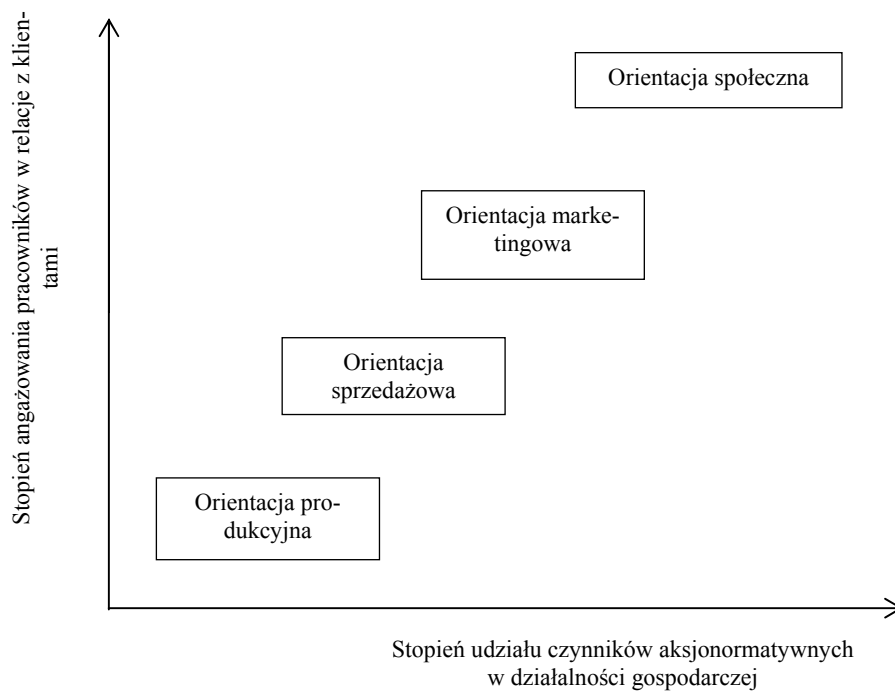 Stopień angażowania pracowników w relacje z klien-
tami
Orientacja społeczna
Orientacja marke-
tingowa
Orientacja
sprzedażowa
Orientacja pro-
dukcyjna
Stopień udziału czynników aksjonormatywnych
w działalności gospodarczej